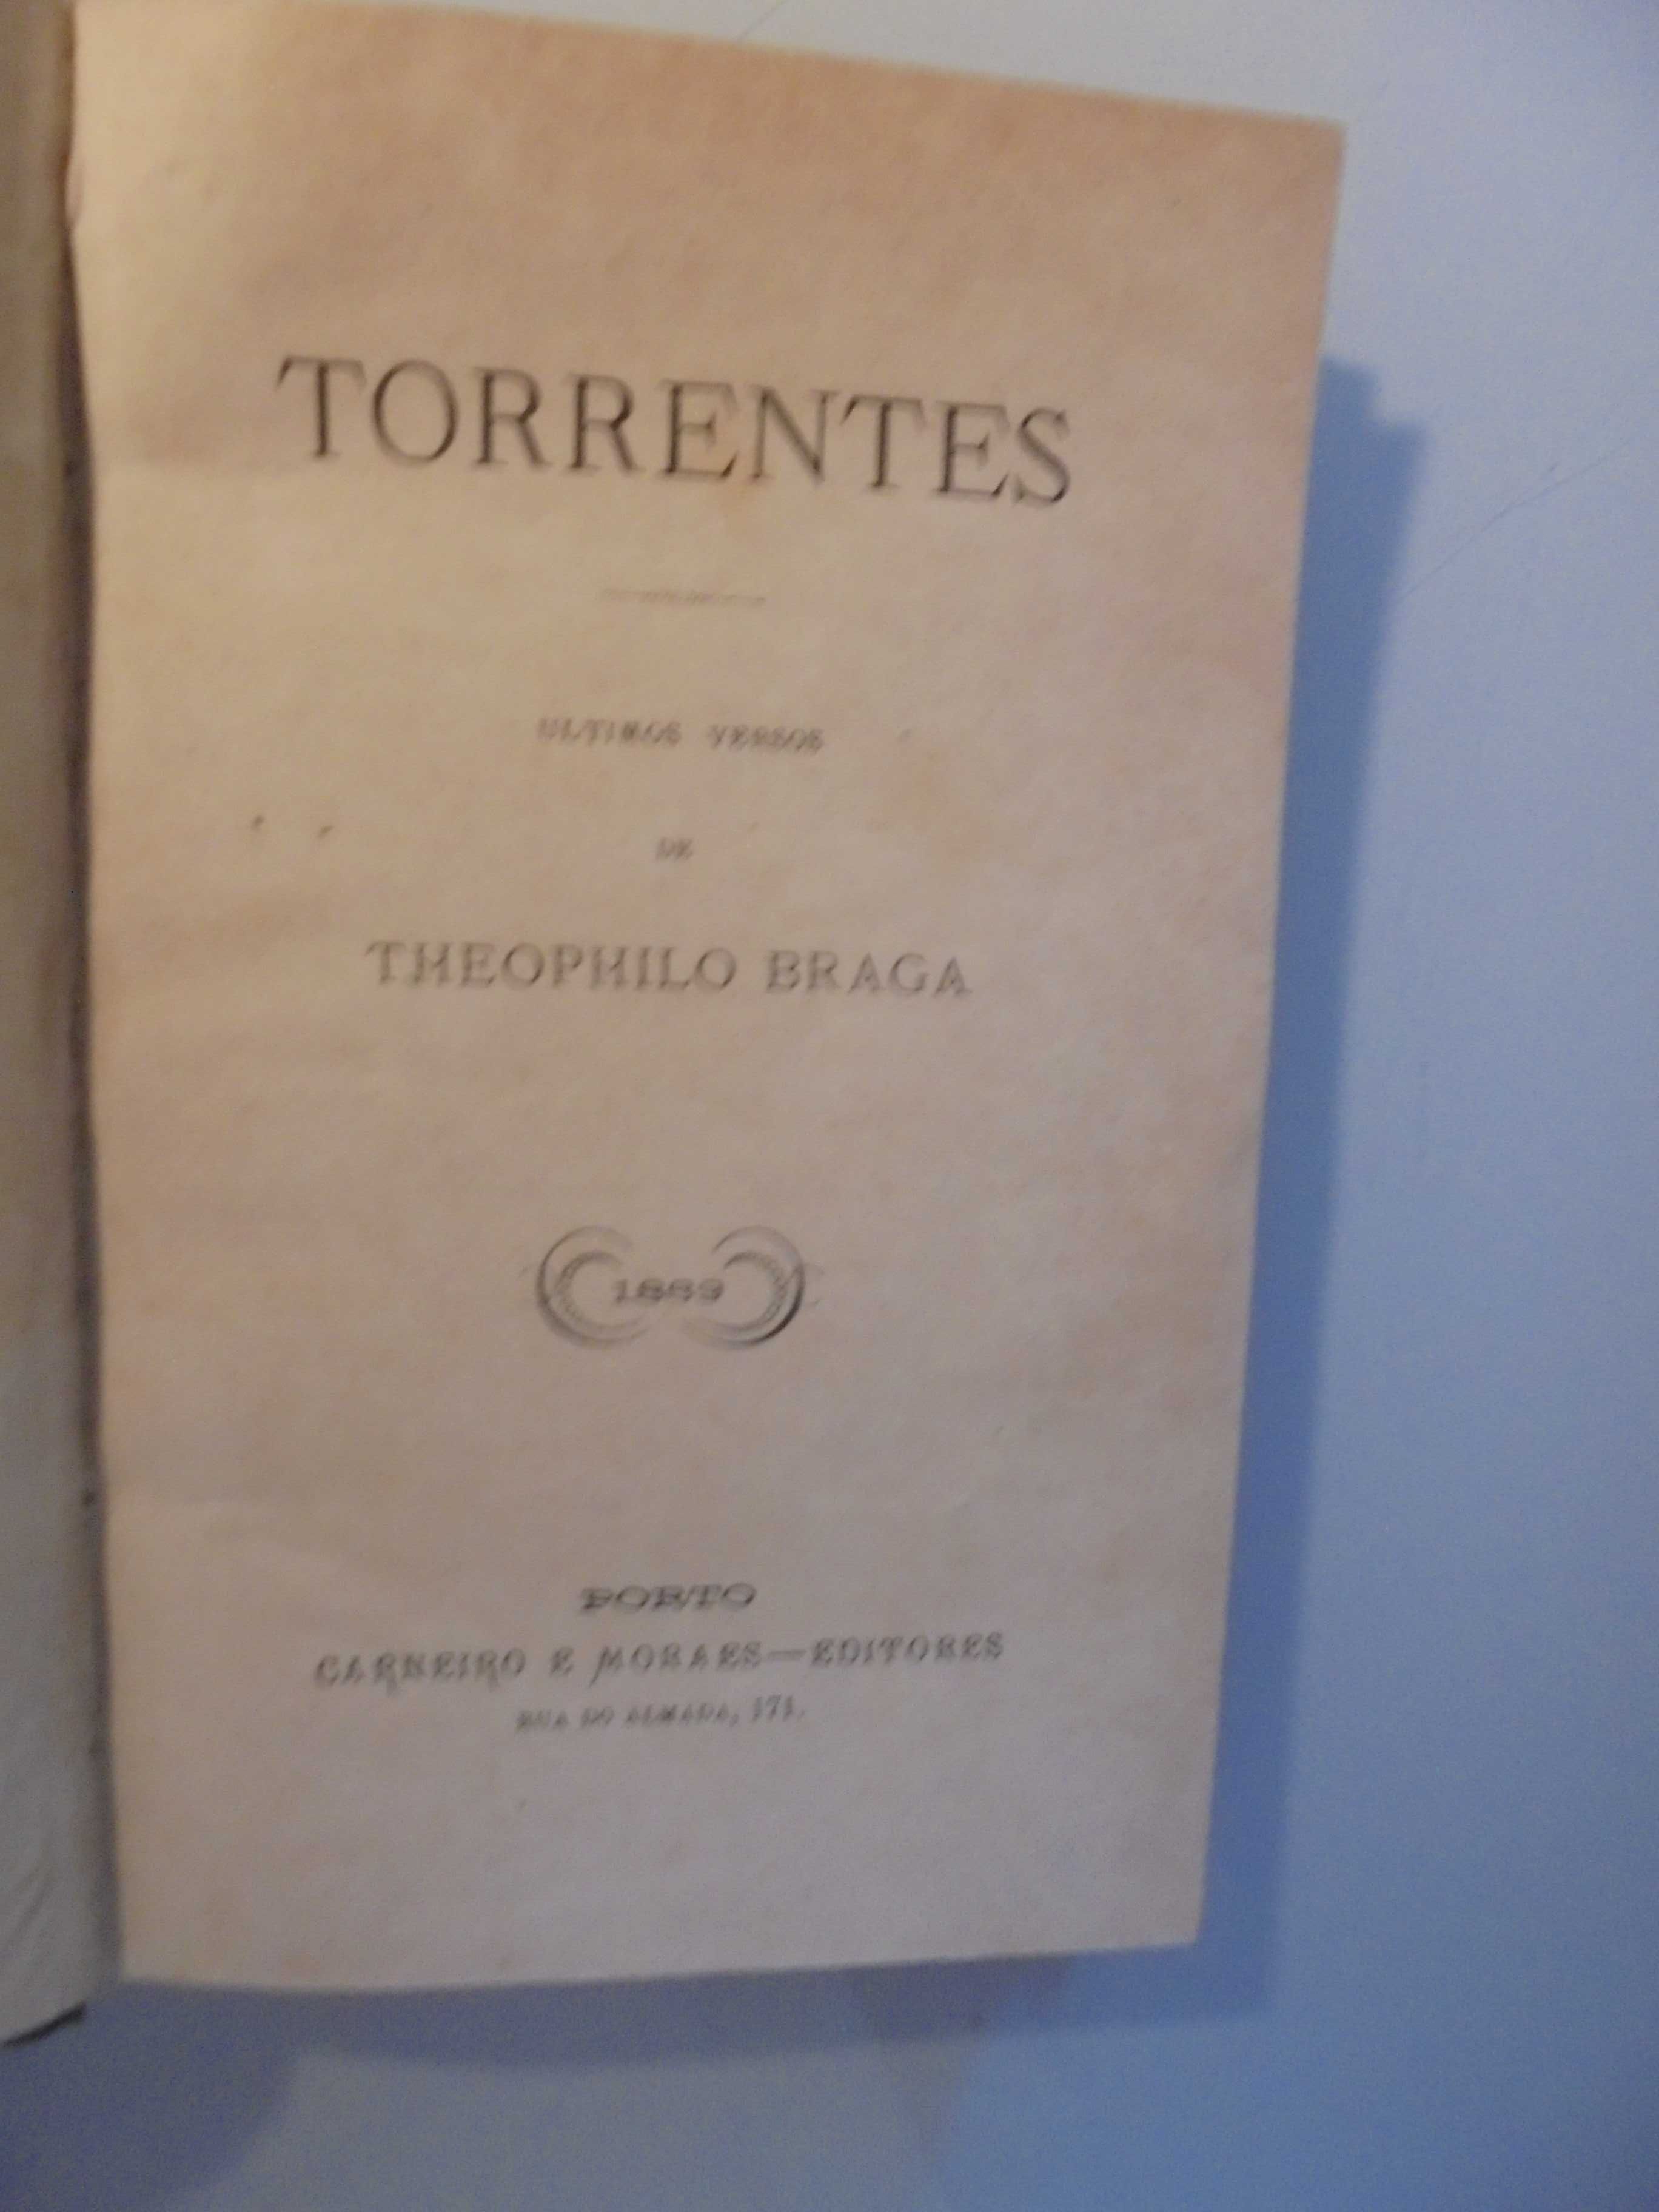 TORRENTES
ULTIMOS VERSOS
DE
THEOPHILO BRAGA
1869
PORTO
CARNEIRO E MORAES—EDITORES
RUA DO ALMADA, 171.